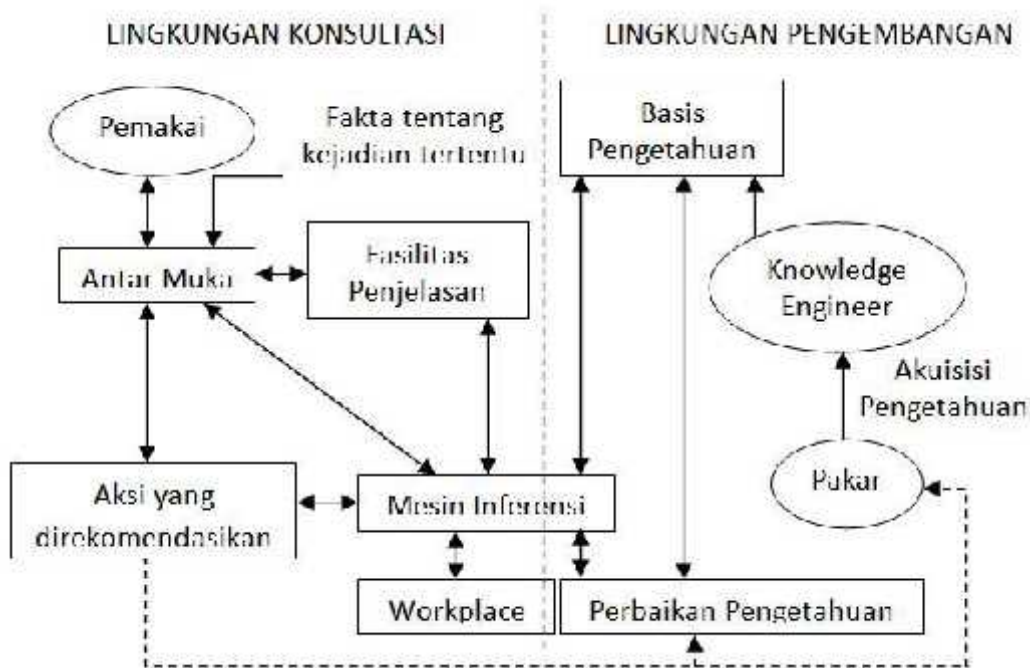 LINGKUNGAN KONSULTASI
LINGKUNGAN PENGEMBANGAN
Pemakai
Fakta tentang
kejadian tertentu
Basis
Pengetahuan
Antar Muka
Fasilitas
Penjelasan
Knowledge
Engineer
Akuisisi
Pengetahuan
Aksi yang
direkomendasikan
Mesin Inferensi
Pakar
Workplace
Perbaikan Pengetahuan